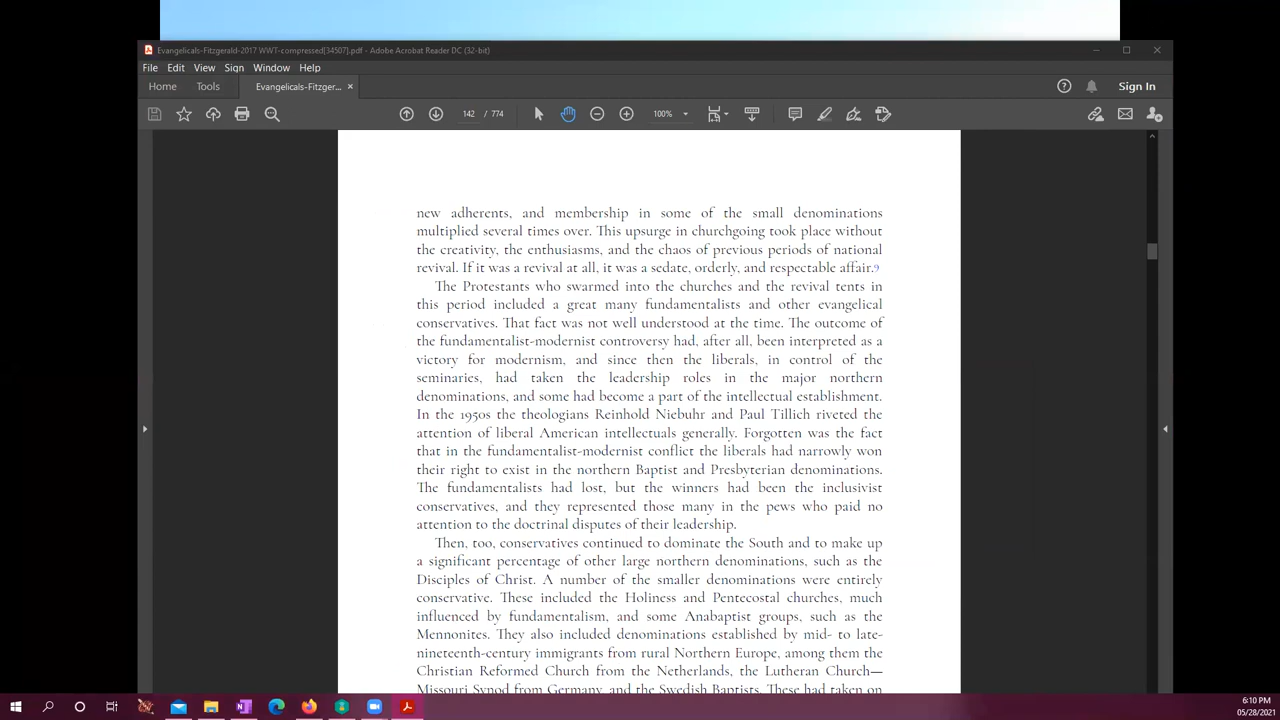 Evangelicals-Fitzgerald-2017 WWT-compressed[34507].pdf - Adobe Acrobat Reader DC (32-bit)
File Edit View Sign Window Help
Home Tools Evangelicals-Fitzger... × Sign In
142 / 774 100%
new adherents, and membership in some of the small denominations
multiplied several times over. This upsurge in churchgoing took place without
the creativity, the enthusiasms, and the chaos of previous periods of national
revival. If it was a revival at all, it was a sedate, orderly, and respectable affair.9
The Protestants who swarmed into the churches and the revival tents in
this period included a great many fundamentalists and other evangelical
conservatives. That fact was not well understood at the time. The outcome of
the fundamentalist-modernist controversy had, after all, been interpreted as a
victory for modernism, and since then the liberals, in control of the
seminaries, had taken the leadership roles in the major northern
denominations, and some had become a part of the intellectual establishment.
In the 1950s the theologians Reinhold Niebuhr and Paul Tillich riveted the
attention of liberal American intellectuals generally. Forgotten was the fact
that in the fundamentalist-modernist conflict the liberals had narrowly won
their right to exist in the northern Baptist and Presbyterian denominations.
The fundamentalists had lost, but the winners had been the inclusivist
conservatives, and they represented those many in the pews who paid no
attention to the doctrinal disputes of their leadership.
Then, too, conservatives continued to dominate the South and to make up
a significant percentage of other large northern denominations, such as the
Disciples of Christ. A number of the smaller denominations were entirely
conservative. These included the Holiness and Pentecostal churches, much
influenced by fundamentalism, and some Anabaptist groups, such as the
Mennonites. They also included denominations established by mid- to late-
nineteenth-century immigrants from rural Northern Europe, among them the
Christian Reformed Church from the Netherlands, the Lutheran Church—
Missouri Synod from Germany, and the Swedish Baptists. These had taken on
6:10 PM
05/28/2021